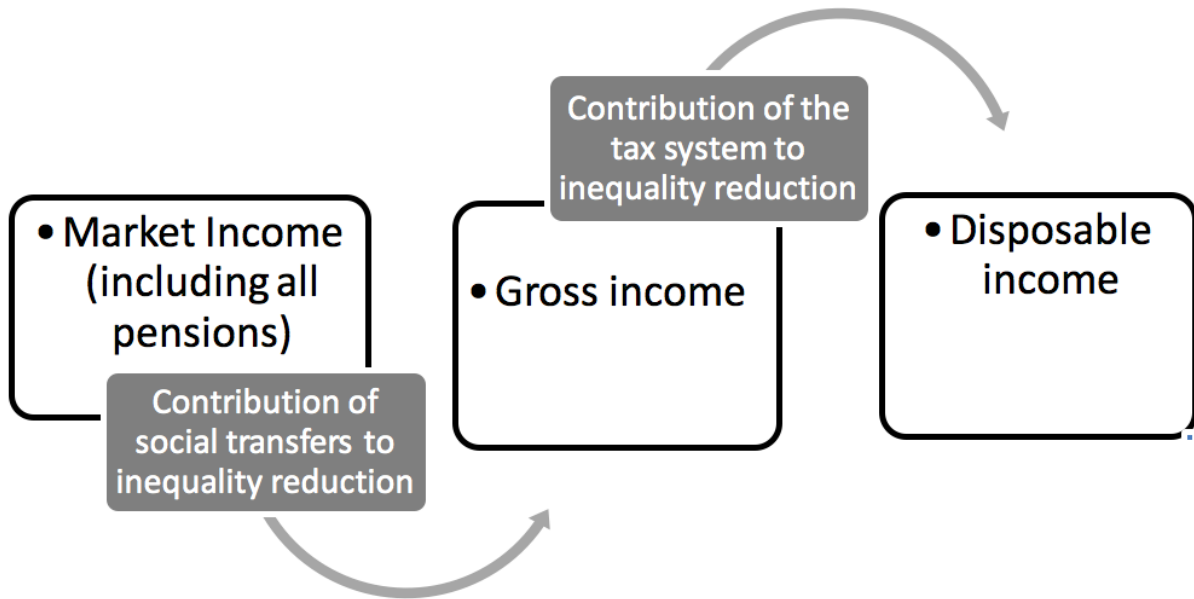 • Market Income
(including all
pensions)
Contribution of
social transfers to
inequality reduction
• Gross income
Contribution of the
tax system to
inequality reduction
• Disposable
income